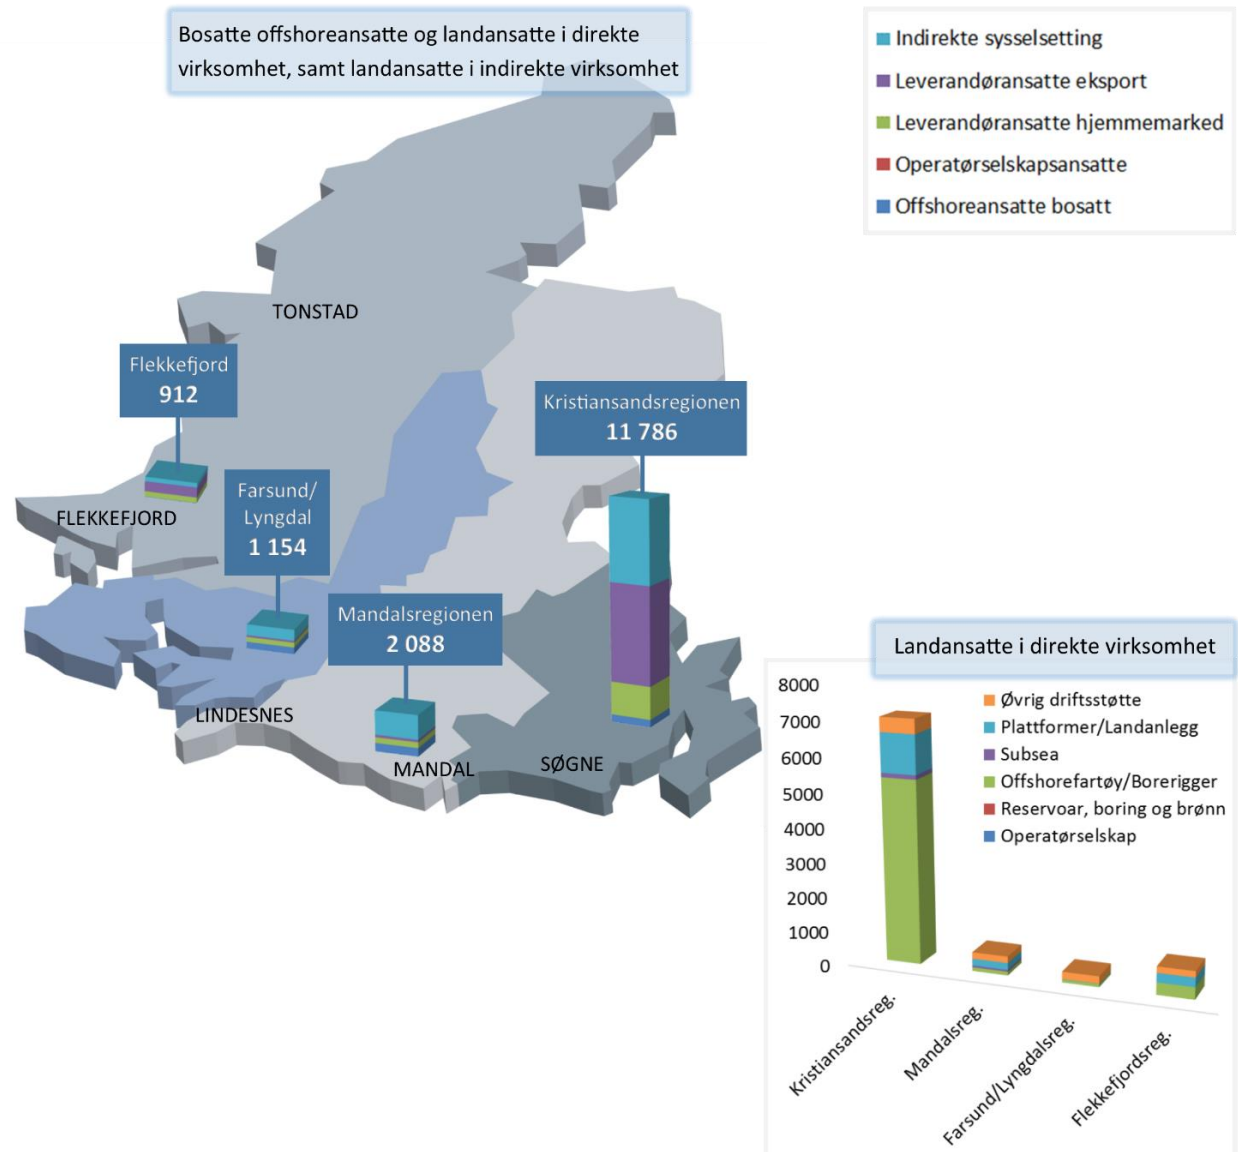 Bosatte offshoreansatte og landansatte i direkte
virksomhet, samt landansatte i indirekte virksomhet
Indirekte sysselsetting
Leverandøransatte eksport
Leverandøransatte hjemmemarked
Operatørselskapsansatte
Offshoreansatte bosatt
TONSTAD
Flekkefjord
912
Kristiansandsregionen
11 786
FLEKKEFJORD
Farsund/
Lyngdal
1 154
Mandalsregionen
2 088
LINDESNES
MANDAL
SØGNE
Landansatte i direkte virksomhet
8000
7000
6000
5000
4000
3000
2000
1000
0
Øvrig driftsstøtte
Plattformer/Landanlegg
Subsea
Offshorefartøy/Borerigger
Reservoar, boring og brønn
Operatørselskap
Kristiansandsreg.
Mandalsreg.
Farsund/Lyngdalsreg.
Flekkefjordsreg.